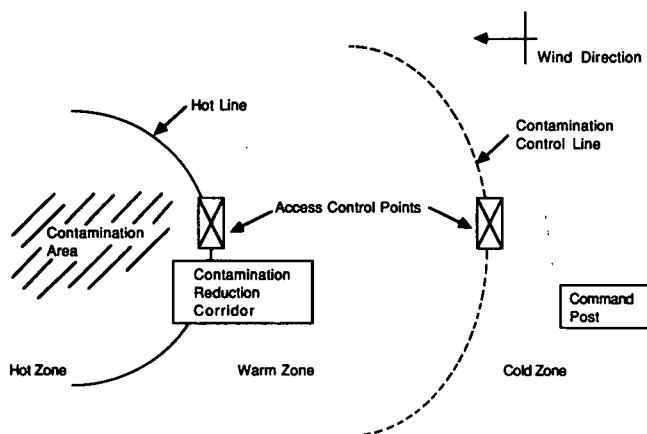 Wind Direction
Hot Line
Contamination
Control Line
Access Control Points
Contamination
Area
Contamination
Reduction
Corridor
Command
Post
Hot Zone
Warm Zone
Cold Zone